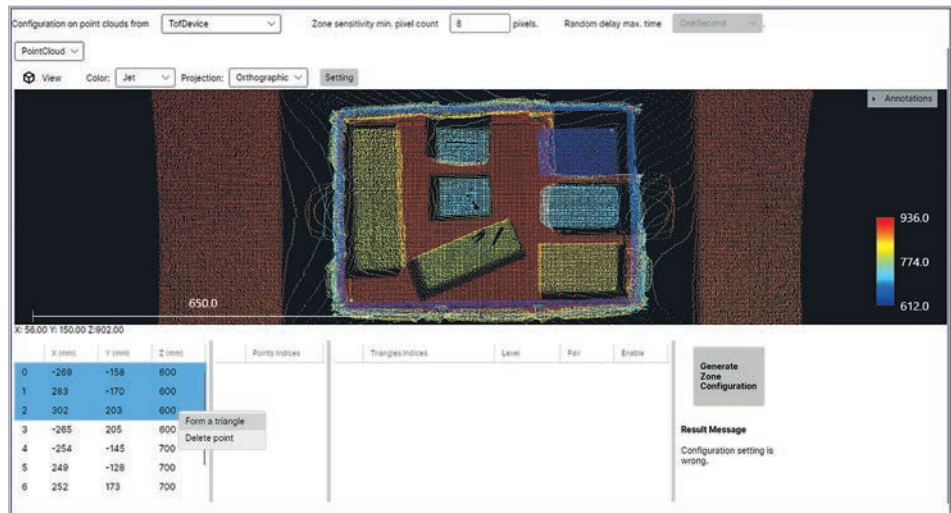 Configuration on point clouds from TofDevice Zone sensitivity min. pixel count 8 pixels. Random delay max. time OneSecond
PointCloud
View Color: Jet Projection: Orthographic Setting
Annotations
936.0
774.0
612.0
650.0
X: 56.00 Y: 150.00 Z:902.00
X (mm) Y (mm) Z (mm) Points Indices Triangles Indices Level Pair Enable
0 -269 -158 600
1 283 -170 600
2 302 203 600
3 -265 205 600
4 -254 -145 700
5 249 -128 700
6 252 173 700
Form a triangle
Delete point
Generate
Zone
Configuration
Result Message
Configuration setting is
wrong.